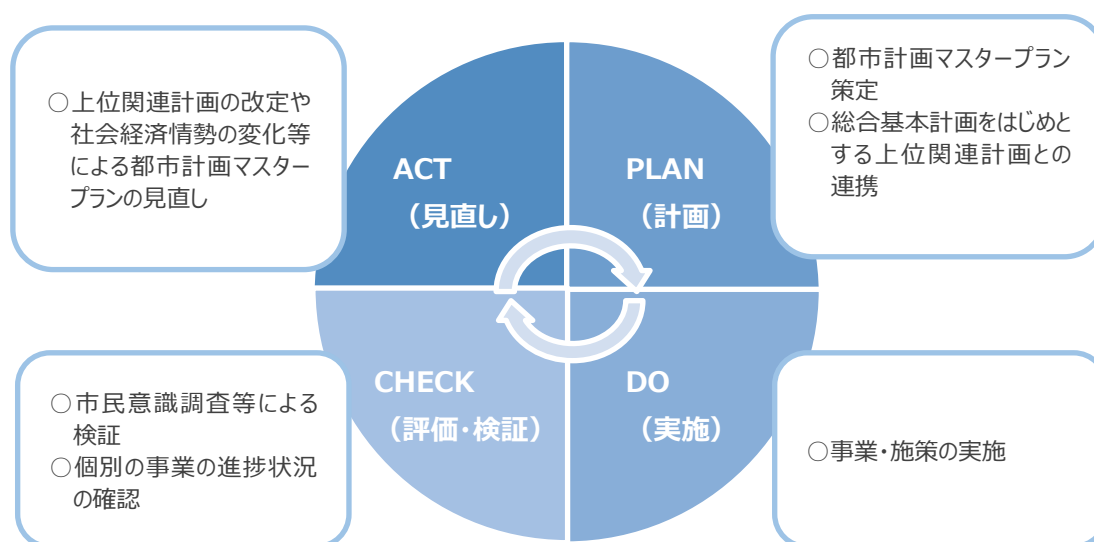 ○上位関連計画の改定や
社会経済情勢の変化等
による都市計画マスター
プランの見直し
ACT
（見直し）
PLAN
（計画）
○都市計画マスタープラン
策定
○総合基本計画をはじめと
する上位関連計画との
連携
○市民意識調査等による
検証
○個別の事業の進捗状況
の確認
CHECK
（評価・検証）
DO
（実施）
○事業・施策の実施